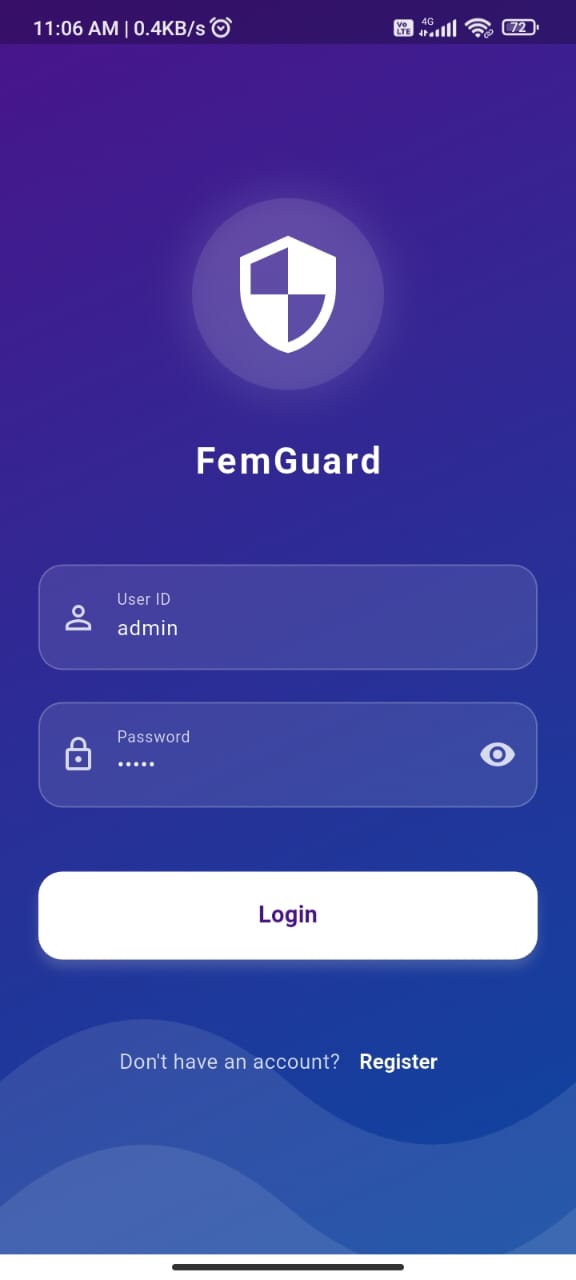 11:06 AM | 0.4KB/s
Vo LTE 4G 72
FemGuard
User ID
admin
Password
•••••
Login
Don't have an account? Register